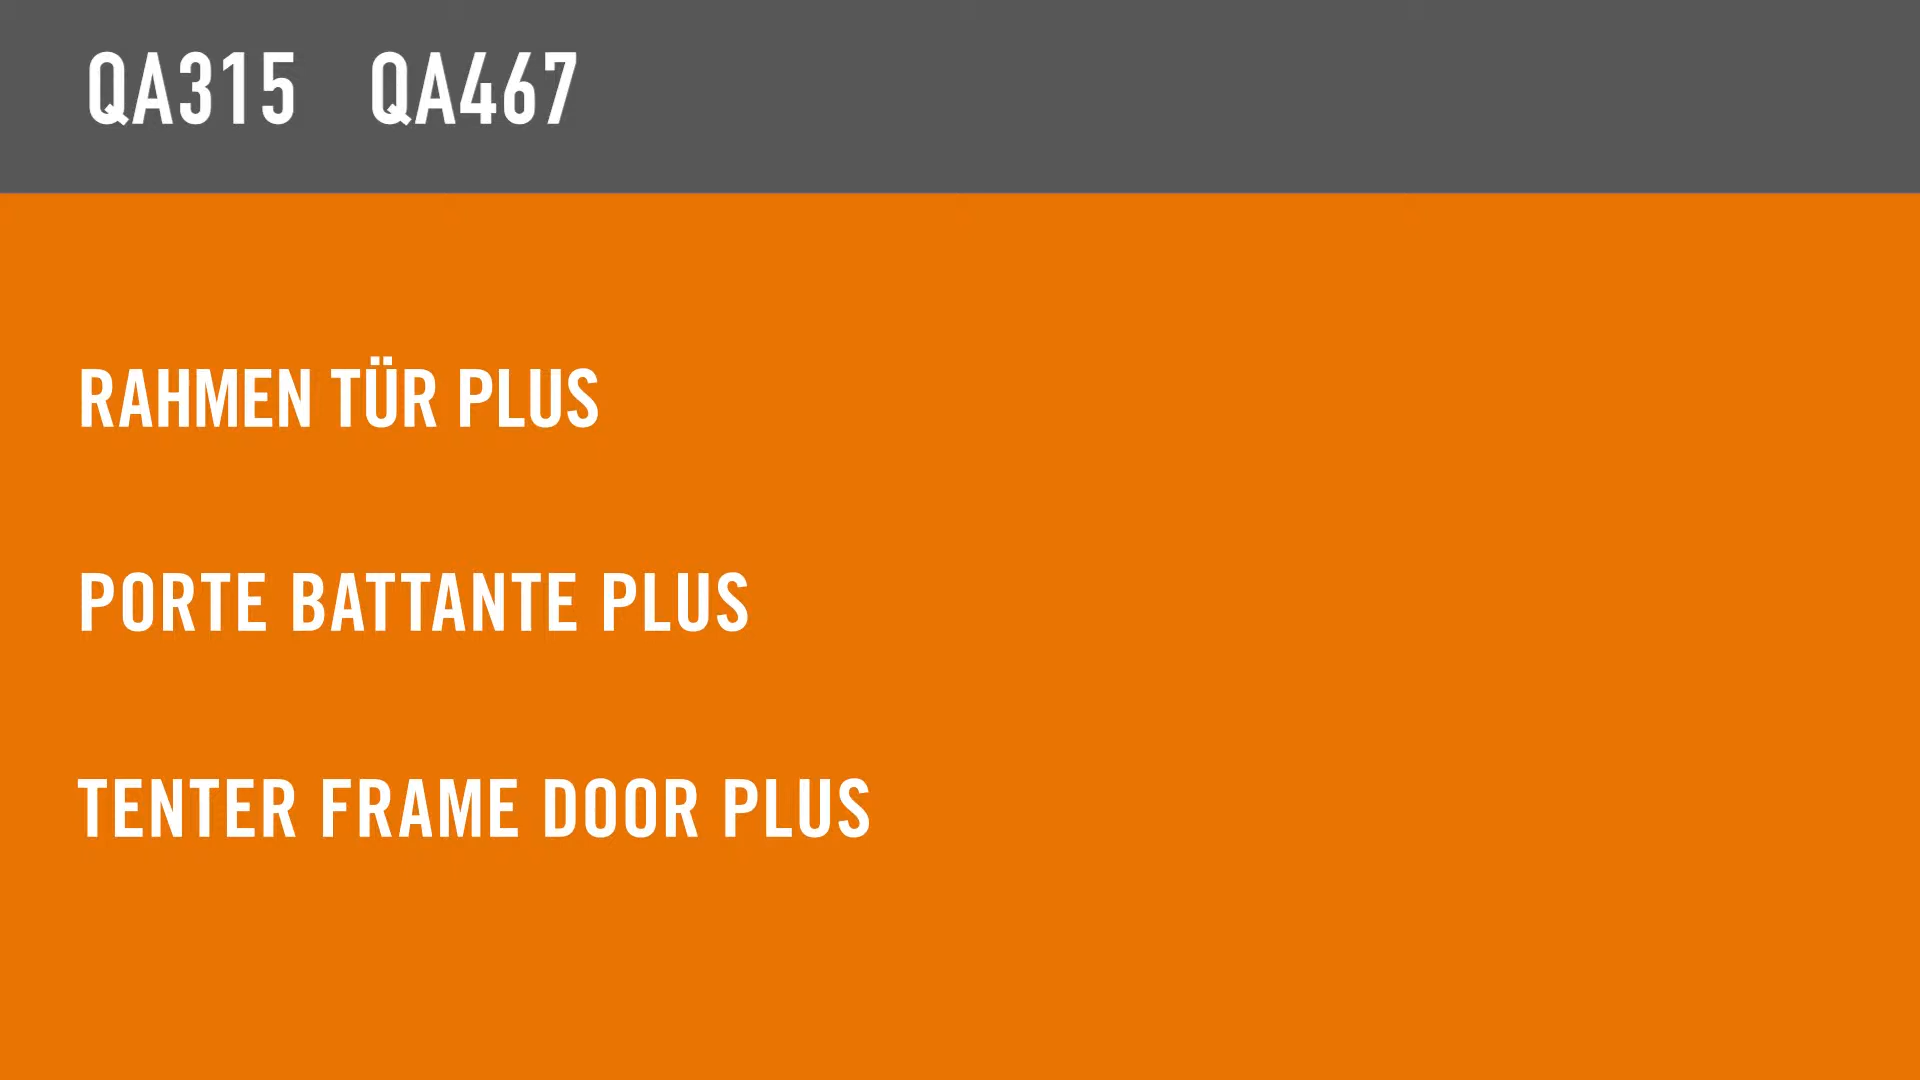 QA315 QA467
RAHMEN TÜR PLUS
PORTE BATTANTE PLUS
TENTER FRAME DOOR PLUS